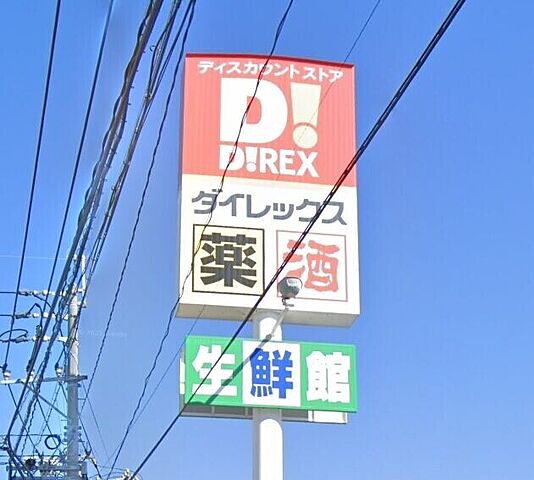 ディスカウントストア
D!
D!REX
ダイレックス
薬 酒
生鮮館